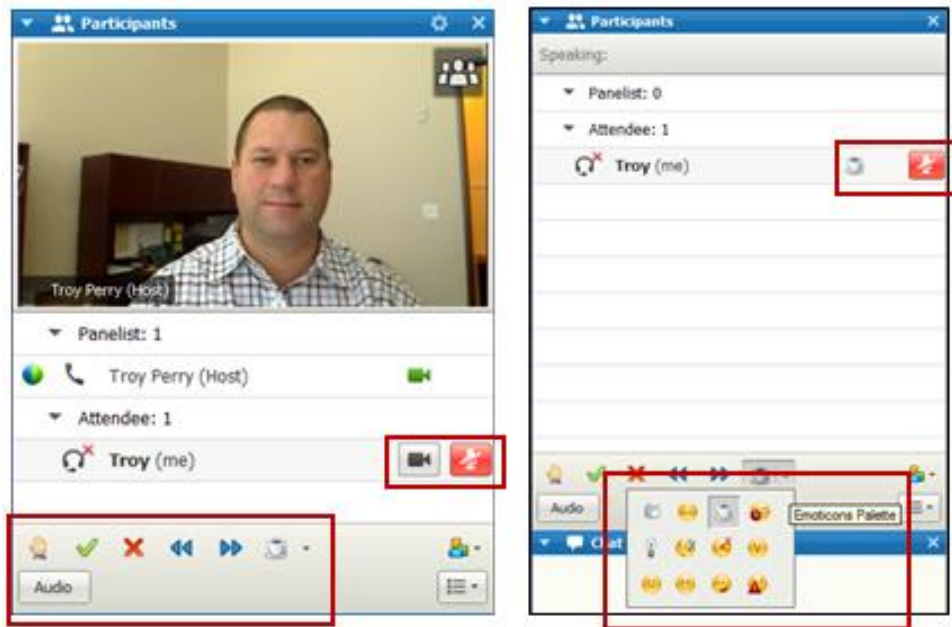 Participants
Troy Perry (Host)
Panelist: 1
Troy Perry (Host)
Attendee: 1
Troy (me)
Audio
Participants
Speaking:
Panelist: 0
Attendee: 1
Troy (me)
Audio
Emoticons Palette
Chat